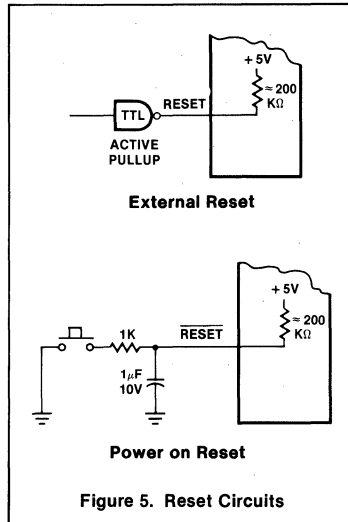 + 5V
≈ 200
KΩ
TTL
RESET
ACTIVE
PULLUP
External Reset
+ 5V
≈ 200
KΩ
1K
RESET
1μF
10V
Power on Reset
Figure 5. Reset Circuits